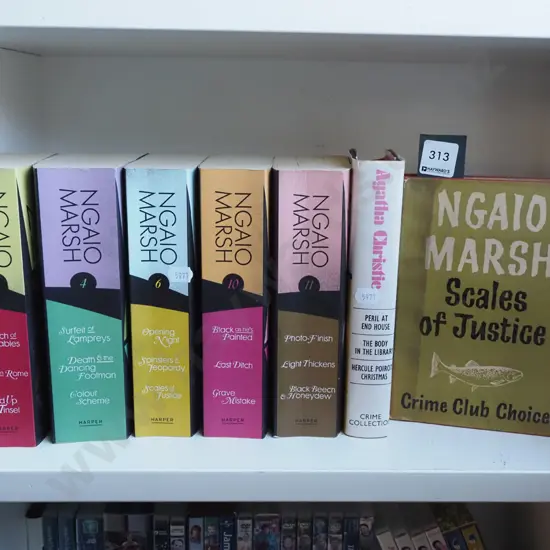 NGAIO
MARSH
4
Surfeit of
Lampreys
Death & the
Dancing
Footman
Colour
Scheme
HARPER
NGAIO
MARSH
6
Opening
Night
Spinsters in
Jeopardy
Scales of
Justice
HARPER
NGAIO
MARSH
10
Black as he's
Painted
Last Ditch
Grave
Mistake
HARPER
NGAIO
MARSH
11
Photo-Finish
Light Thickens
Black Beech
& Honeydew
HARPER
Agatha Christie
PERIL AT
END HOUSE
THE BODY
IN THE LIBRARY
HERCULE POIROT'S
CHRISTMAS
CRIME
COLLECTION
313
HAYWARD'S
NGAIO
MARSH
Scales
of Justice
Crime Club Choice